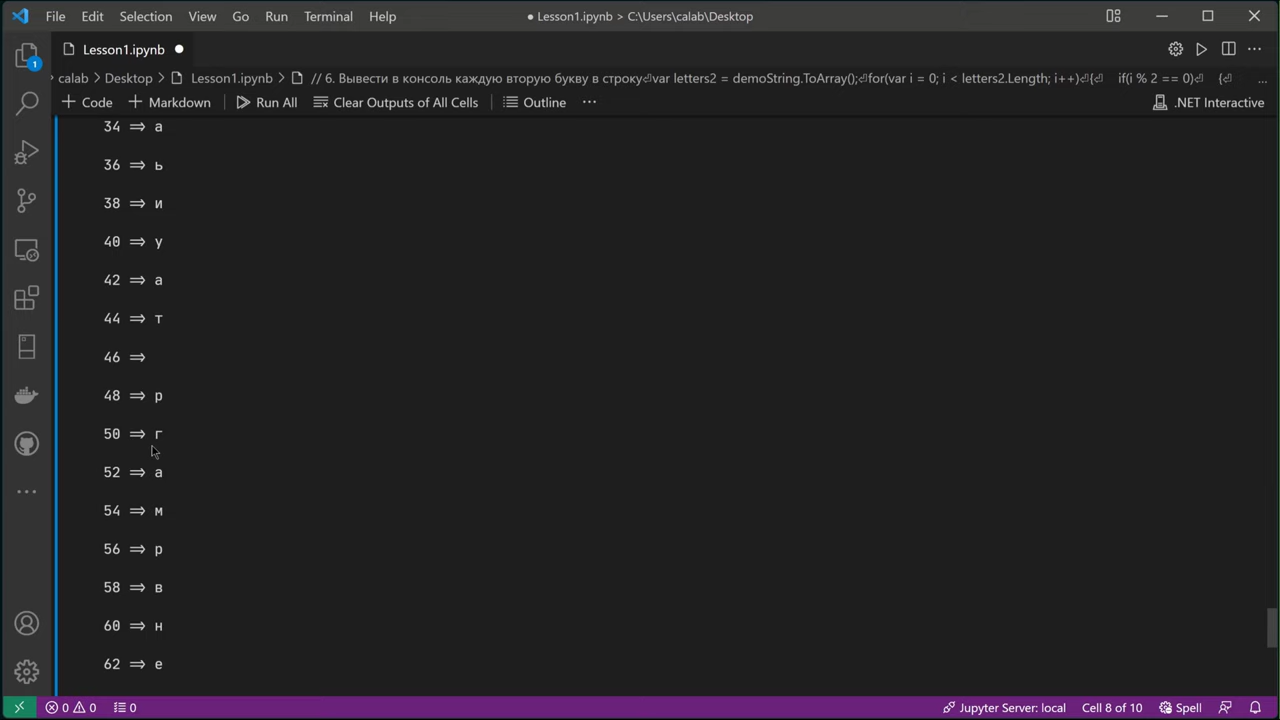 File Edit Selection View Go Run Terminal Help
● Lesson1.ipynb > C:\Users\calab\Desktop
Lesson1.ipynb ●
calab > Desktop > Lesson1.ipynb > // 6. Вывести в консоль каждую вторую букву в строку⏎var letters2 = demoString.ToArray();⏎for(var i = 0; i < letters2.Length; i++)⏎{⏎    if(i % 2 == 0)⏎    {⏎ ...
+ Code + Markdown Run All Clear Outputs of All Cells Outline ··· .NET Interactive
34 => а
36 => ь
38 => и
40 => у
42 => а
44 => т
46 =>
48 => р
50 => г
52 => а
54 => м
56 => р
58 => в
60 => н
62 => е
1
0 0 0 Jupyter Server: local Cell 8 of 10 Spell